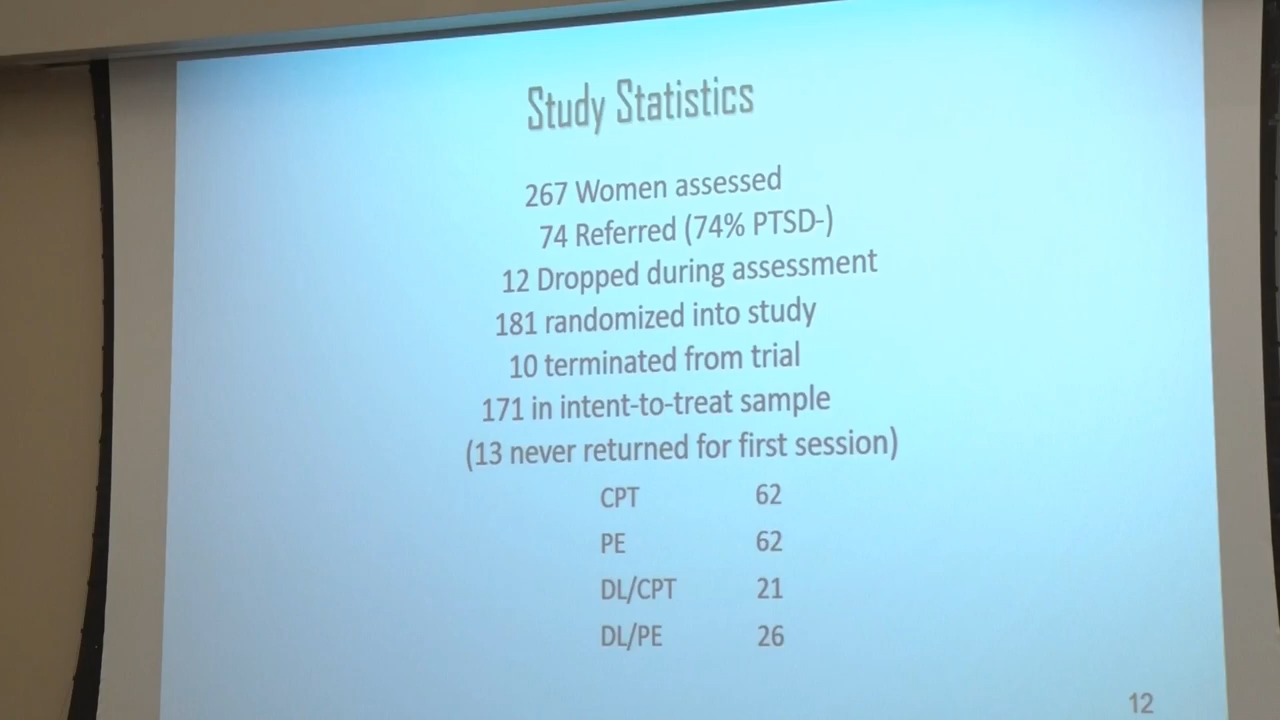 Study Statistics
267 Women assessed
74 Referred (74% PTSD-)
12 Dropped during assessment
181 randomized into study
10 terminated from trial
171 in intent-to-treat sample
(13 never returned for first session)
CPT 62
PE 62
DL/CPT 21
DL/PE 26
12